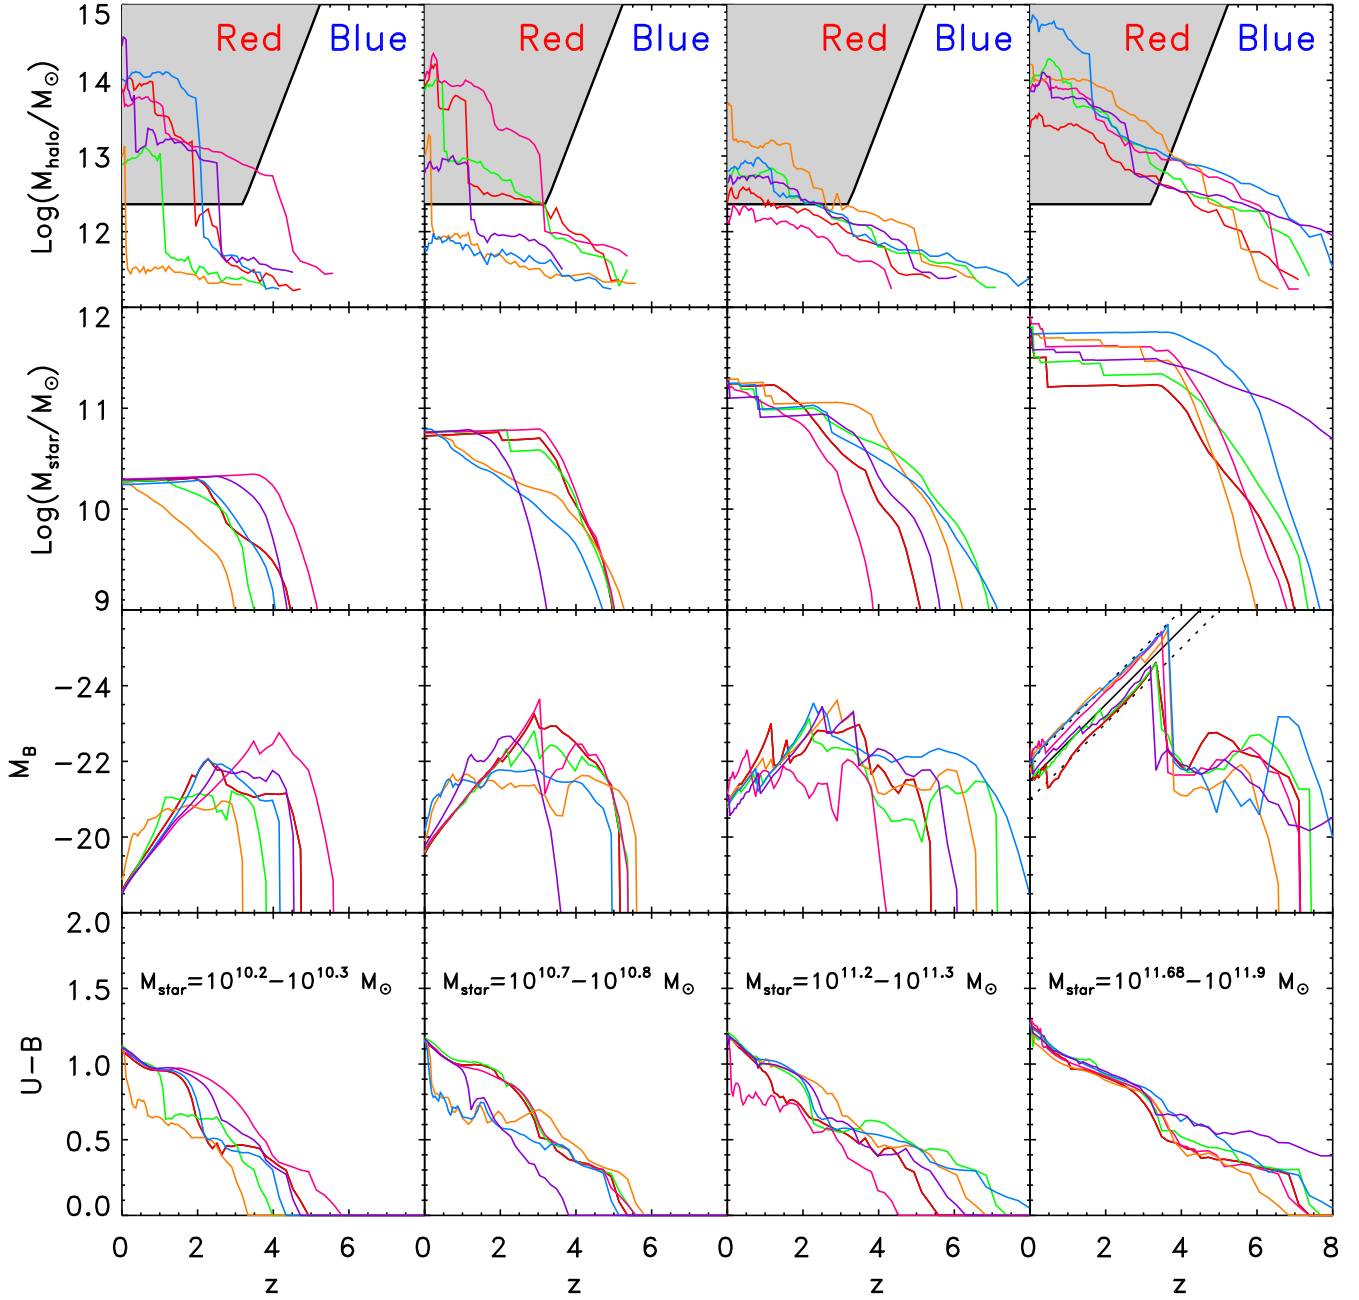 Red Blue Red Blue Red Blue Red Blue
15
14
13
12
Log(M_halo/M_⊙)
12
11
10
9
Log(M_star/M_⊙)
−24
−22
−20
M_B
2.0
1.5
1.0
0.5
0.0
U−B
M_star=10^10.2−10^10.3 M_⊙
M_star=10^10.7−10^10.8 M_⊙
M_star=10^11.2−10^11.3 M_⊙
M_star=10^11.68−10^11.9 M_⊙
0 2 4 6 0 2 4 6 0 2 4 6 0 2 4 6 8
z z z z